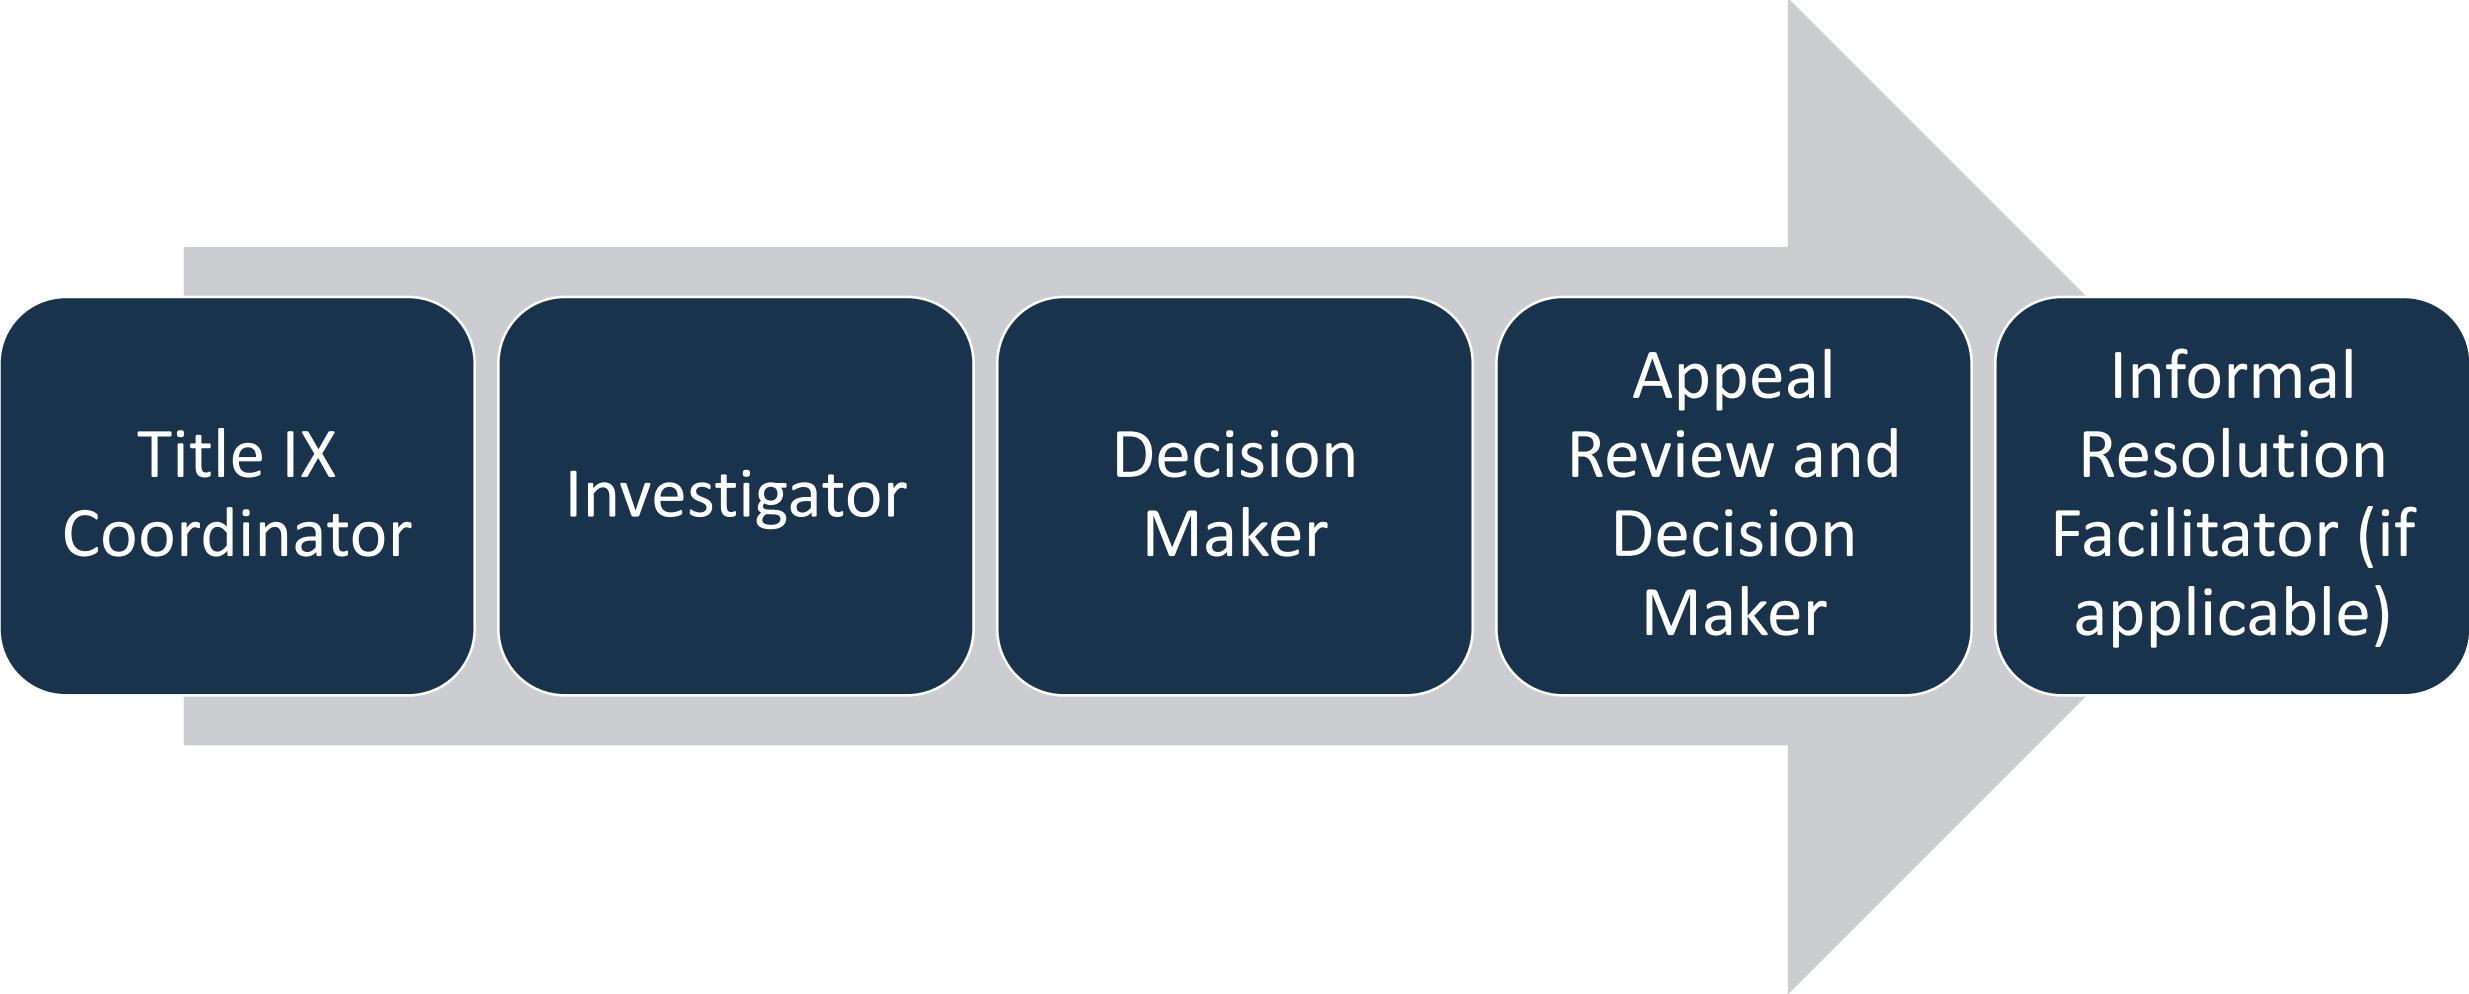 Title IX
Coordinator
Investigator
Decision
Maker
Appeal
Review and
Decision
Maker
Informal
Resolution
Facilitator (if
applicable)